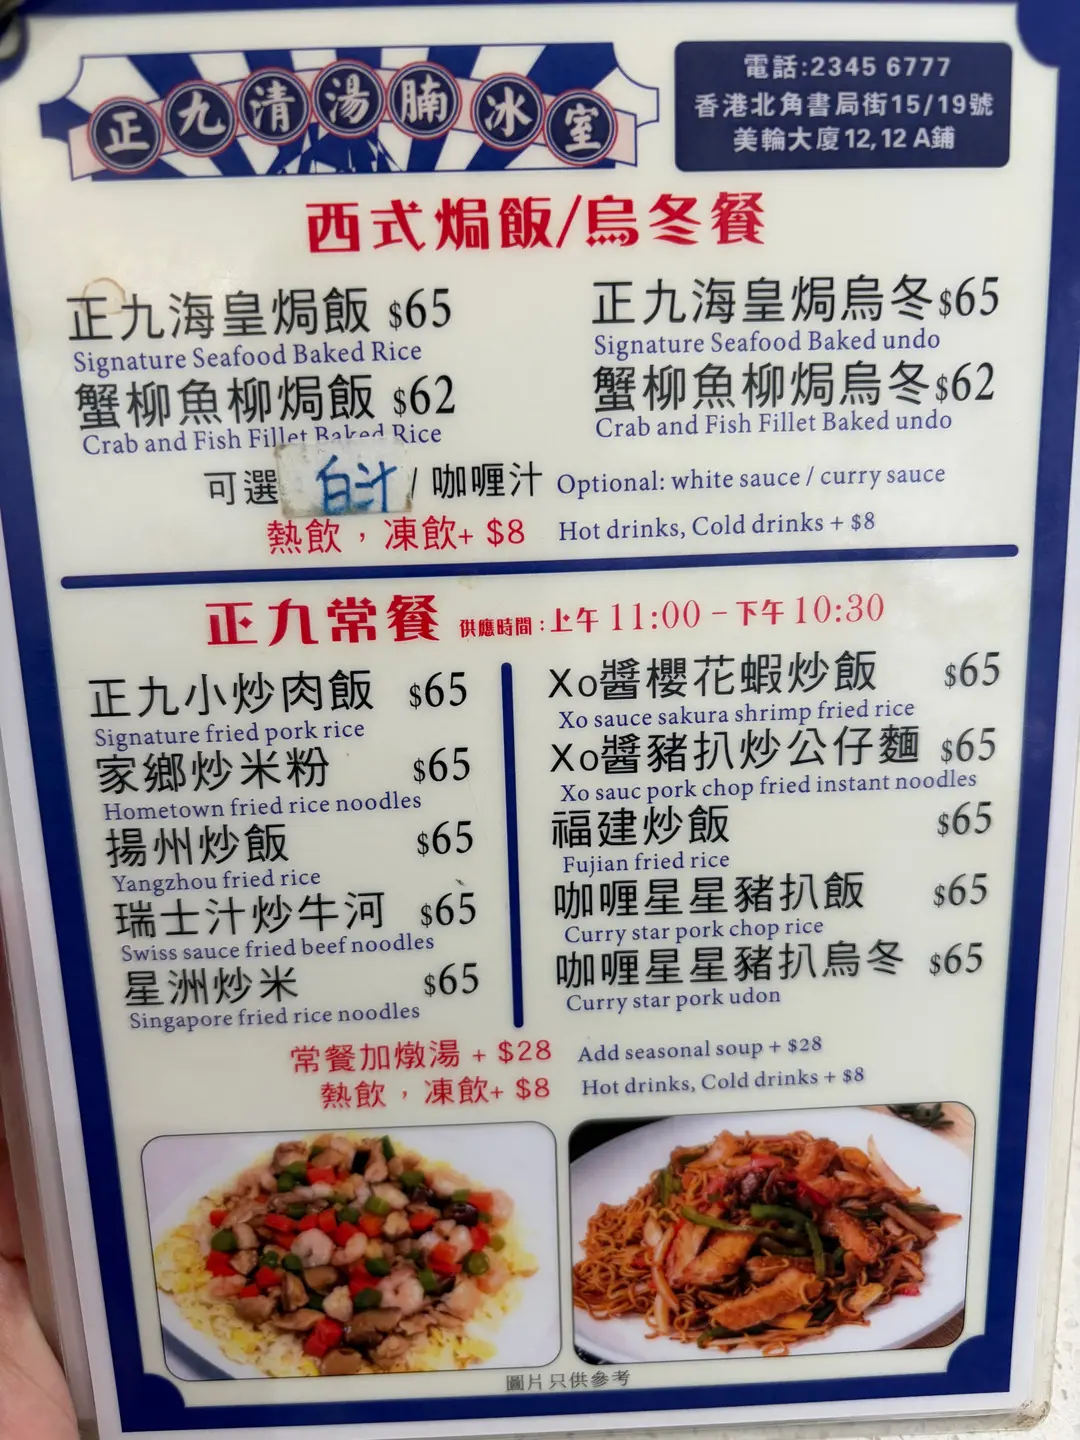 正九清湯腩冰室
電話:2345 6777
香港北角書局街15/19號
美輪大廈12,12 A鋪
西式焗飯/烏冬餐
正九海皇焗飯 $65
Signature Seafood Baked Rice
蟹柳魚柳焗飯 $62
Crab and Fish Fillet Baked Rice
正九海皇焗烏冬$65
Signature Seafood Baked undo
蟹柳魚柳焗烏冬$62
Crab and Fish Fillet Baked undo
可選 白汁 / 咖喱汁 Optional: white sauce / curry sauce
熱飲，凍飲+ $8 Hot drinks, Cold drinks + $8
正九常餐 供應時間：上午 11:00 – 下午 10:30
正九小炒肉飯 $65
Signature fried pork rice
家鄉炒米粉 $65
Hometown fried rice noodles
揚州炒飯 $65
Yangzhou fried rice
瑞士汁炒牛河 $65
Swiss sauce fried beef noodles
星洲炒米 $65
Singapore fried rice noodles
Xo醬櫻花蝦炒飯 $65
Xo sauce sakura shrimp fried rice
Xo醬豬扒炒公仔麵 $65
Xo sauc pork chop fried instant noodles
福建炒飯 $65
Fujian fried rice
咖喱星星豬扒飯 $65
Curry star pork chop rice
咖喱星星豬扒烏冬 $65
Curry star pork udon
常餐加燉湯 + $28 Add seasonal soup + $28
熱飲，凍飲+ $8 Hot drinks, Cold drinks + $8
圖片只供參考